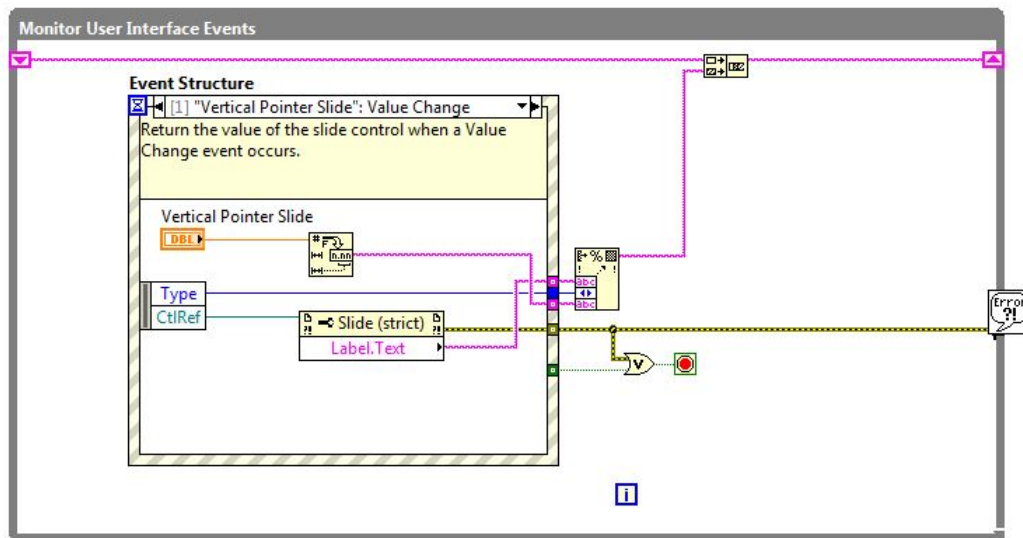 Monitor User Interface Events
Event Structure
[1] "Vertical Pointer Slide": Value Change
Return the value of the slide control when a Value
Change event occurs.
Vertical Pointer Slide
DBL
# F
n.nn
%
abc
abc
Type
CtlRef
Slide (strict)
Label.Text
Error
?!
V
i